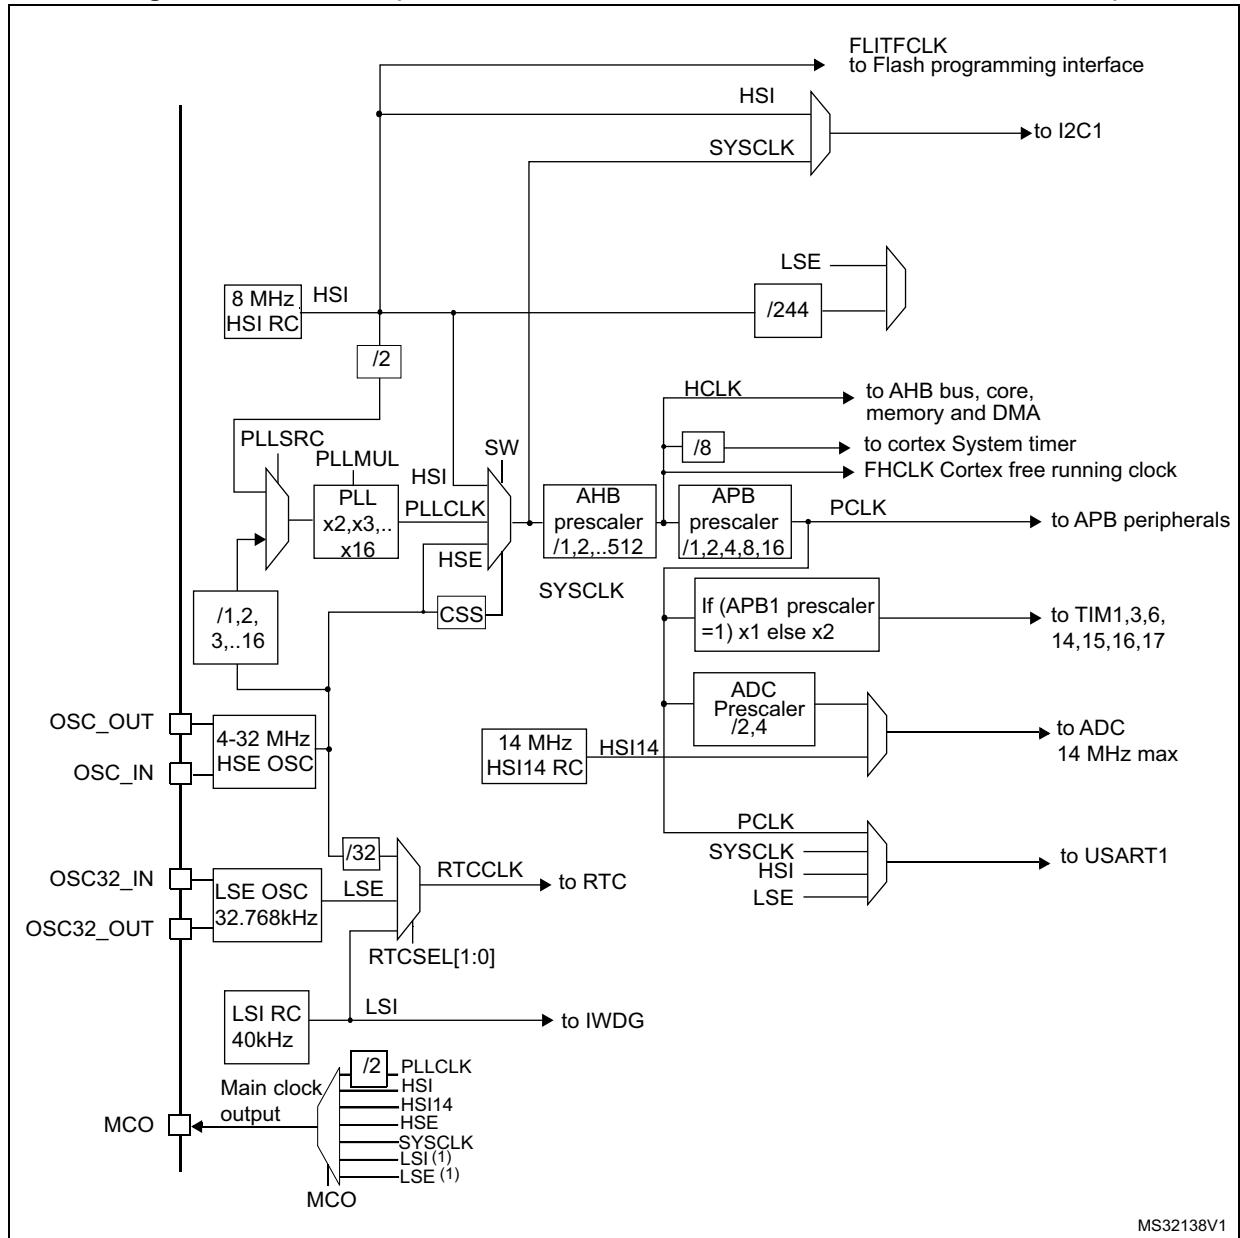 FLITFCLK
to Flash programming interface
HSI
to I2C1
SYSCLK
LSE
8 MHz
HSI RC
HSI
/244
/2
HCLK
to AHB bus, core,
memory and DMA
PLLSRC
SW
/8
to cortex System timer
PLLMUL
HSI
FHCLK Cortex free running clock
PLL
x2,x3,..
x16
PLLCLK
AHB
prescaler
/1,2,..512
APB
prescaler
/1,2,4,8,16
PCLK
to APB peripherals
HSE
SYSCLK
/1,2,
3,..16
CSS
If (APB1 prescaler
=1) x1 else x2
to TIM1,3,6,
14,15,16,17
ADC
Prescaler
/2,4
OSC_OUT
4-32 MHz
HSE OSC
OSC_IN
14 MHz
HSI14 RC
HSI14
to ADC
14 MHz max
PCLK
SYSCLK
HSI
LSE
to USART1
/32
OSC32_IN
LSE OSC
32.768kHz
LSE
RTCCLK
to RTC
OSC32_OUT
RTCSEL[1:0]
LSI RC
40kHz
LSI
to IWDG
/2
PLLCLK
HSI
HSI14
HSE
SYSCLK
LSI (1)
LSE (1)
Main clock
output
MCO
MCO
MS32138V1